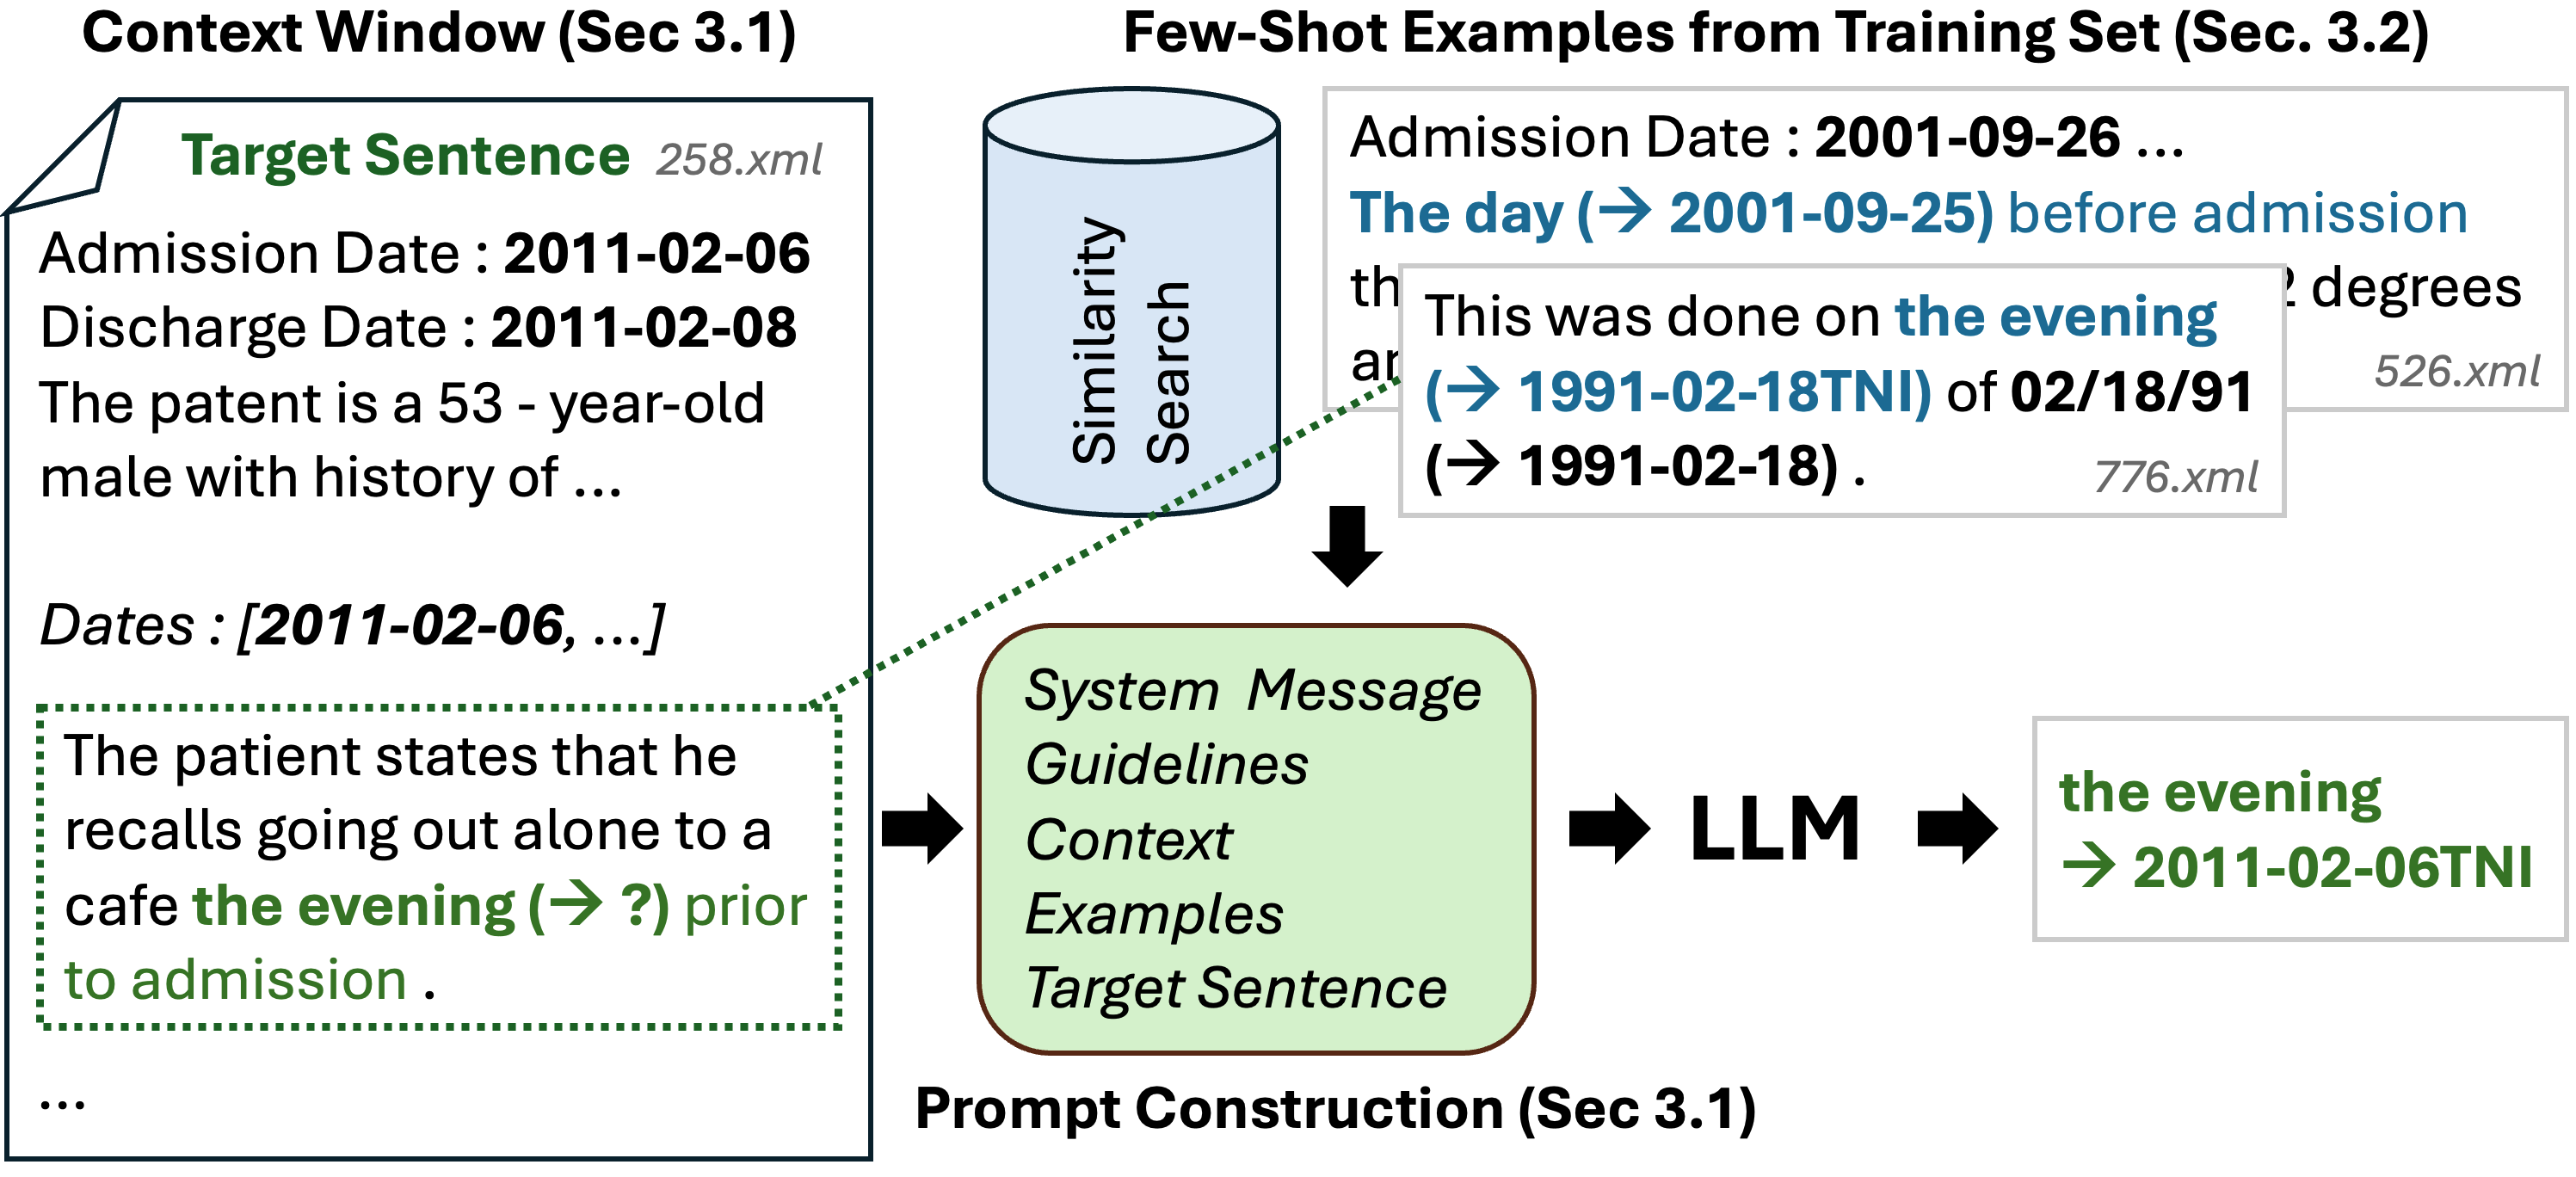 Context Window (Sec 3.1)
Target Sentence 258.xml
Admission Date : 2011-02-06
Discharge Date : 2011-02-08
The patent is a 53 - year-old
male with history of ...
Dates : [2011-02-06, ...]
The patient states that he
recalls going out alone to a
cafe the evening (→ ?) prior
to admission .
...
Few-Shot Examples from Training Set (Sec. 3.2)
Similarity
Search
Admission Date : 2001-09-26 ...
The day (→ 2001-09-25) before admission
degrees
526.xml
This was done on the evening
(→ 1991-02-18TNI) of 02/18/91
(→ 1991-02-18) .
776.xml
System Message
Guidelines
Context
Examples
Target Sentence
Prompt Construction (Sec 3.1)
LLM
the evening
→ 2011-02-06TNI